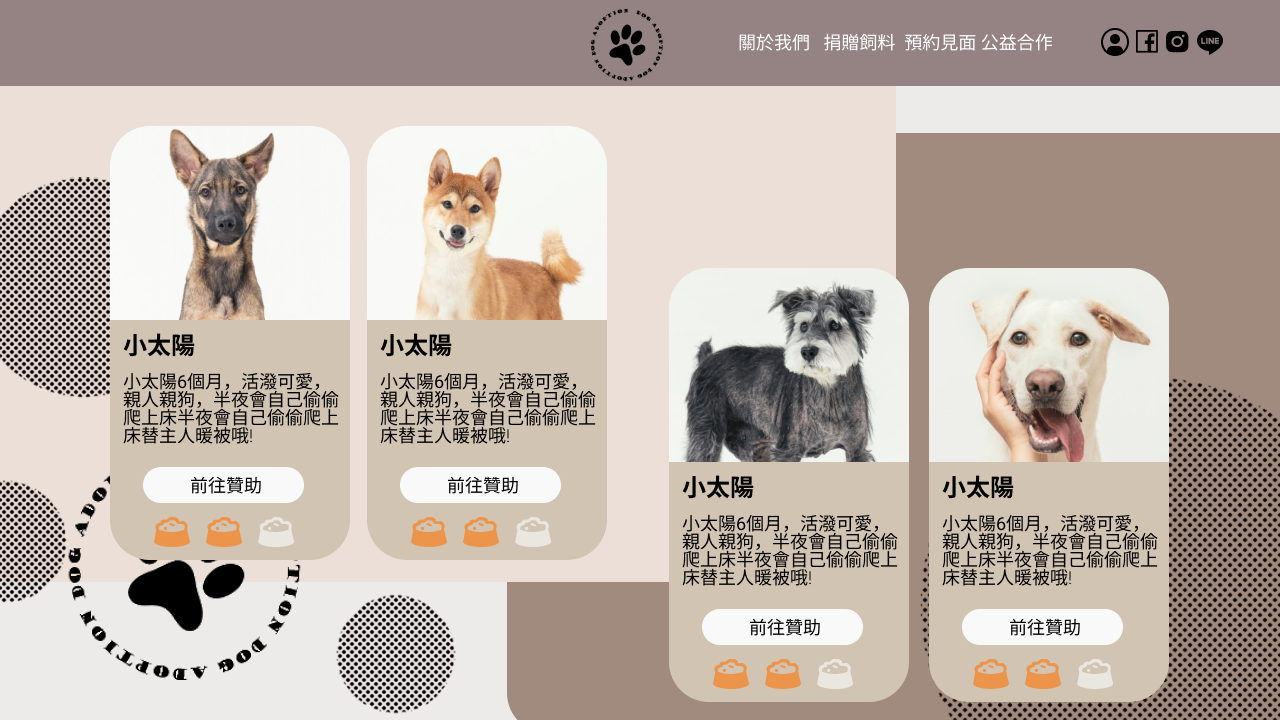 DOG ADOPTION DOG ADOPTION DOG ADOPTION
關於我們 捐贈飼料 預約見面 公益合作
LINE
小太陽
小太陽6個月，活潑可愛，
親人親狗，半夜會自己偷偷
爬上床半夜會自己偷偷爬上
床替主人暖被哦!
前往贊助
小太陽
小太陽6個月，活潑可愛，
親人親狗，半夜會自己偷偷
爬上床半夜會自己偷偷爬上
床替主人暖被哦!
前往贊助
小太陽
小太陽6個月，活潑可愛，
親人親狗，半夜會自己偷偷
爬上床半夜會自己偷偷爬上
床替主人暖被哦!
前往贊助
小太陽
小太陽6個月，活潑可愛，
親人親狗，半夜會自己偷偷
爬上床半夜會自己偷偷爬上
床替主人暖被哦!
前往贊助
DOG ADOPTION DOG ADOPTION